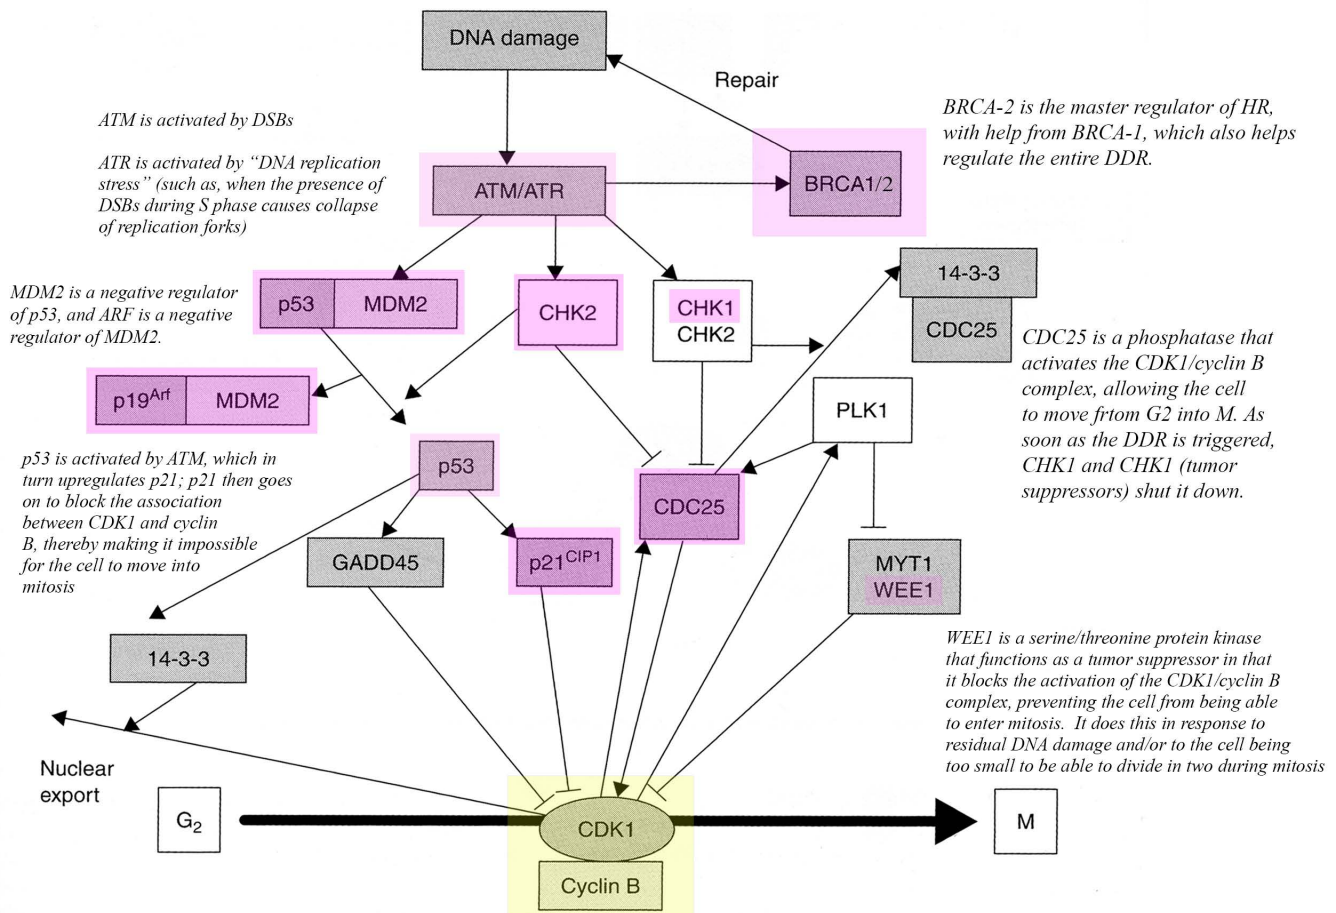 DNA damage
Repair
ATM is activated by DSBs
ATR is activated by “DNA replication
stress” (such as, when the presence of
DSBs during S phase causes collapse
of replication forks)
BRCA-2 is the master regulator of HR,
with help from BRCA-1, which also helps
regulate the entire DDR.
ATM/ATR
BRCA1/2
MDM2 is a negative regulator
of p53, and ARF is a negative
regulator of MDM2.
p53
MDM2
CHK2
CHK1
CHK2
14-3-3
CDC25
CDC25 is a phosphatase that
activates the CDK1/cyclin B
complex, allowing the cell
to move frtom G2 into M. As
soon as the DDR is triggered,
CHK1 and CHK1 (tumor
suppressors) shut it down.
p19Arf
MDM2
PLK1
p53 is activated by ATM, which in
turn upregulates p21; p21 then goes
on to block the association
between CDK1 and cyclin
B, thereby making it impossible
for the cell to move into
mitosis
p53
CDC25
GADD45
p21CIP1
MYT1
WEE1
14-3-3
WEE1 is a serine/threonine protein kinase
that functions as a tumor suppressor in that
it blocks the activation of the CDK1/cyclin B
complex, preventing the cell from being able
to enter mitosis.  It does this in response to
residual DNA damage and/or to the cell being
too small to be able to divide in two during mitosis
Nuclear
export
G2
CDK1
M
Cyclin B